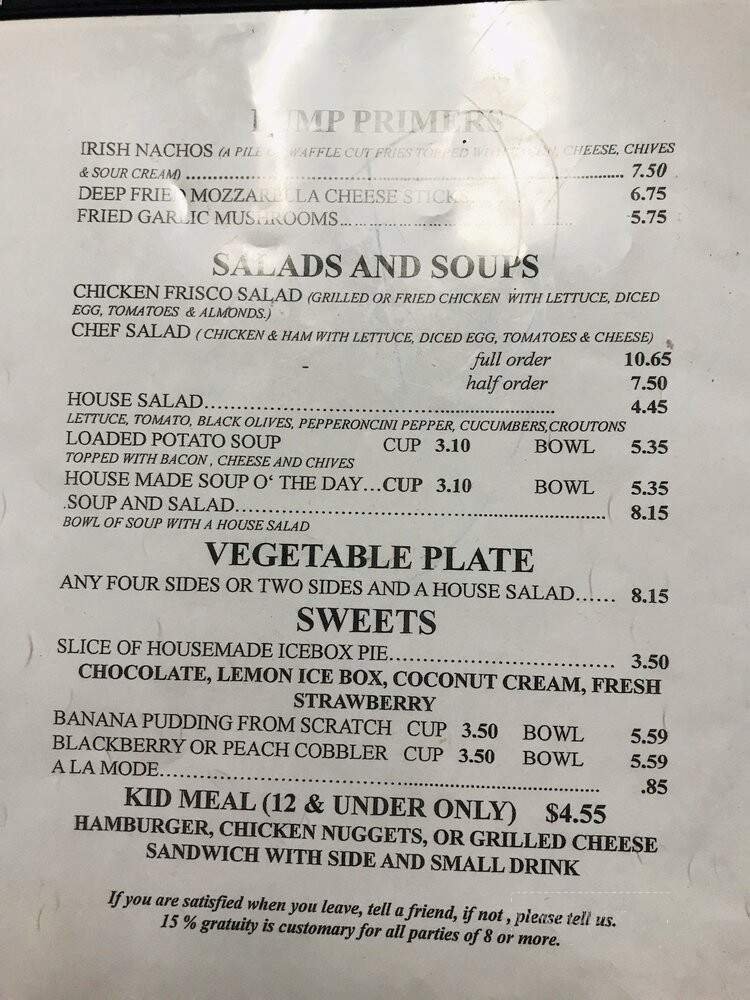 PUMP PRIMERS
IRISH NACHOS (A PILE OF WAFFLE CUT FRIES TOPPED WITH CHEESE, CHIVES
& SOUR CREAM) ........................................................................ 7.50
DEEP FRIED MOZZARELLA CHEESE STICKS 6.75
FRIED GARLIC MUSHROOMS................................ 5.75
SALADS AND SOUPS
CHICKEN FRISCO SALAD (GRILLED OR FRIED CHICKEN WITH LETTUCE, DICED
EGG, TOMATOES & ALMONDS.)
CHEF SALAD ( CHICKEN & HAM WITH LETTUCE, DICED EGG, TOMATOES & CHEESE)
full order 10.65
half order 7.50
HOUSE SALAD............................................................ 4.45
LETTUCE, TOMATO, BLACK OLIVES, PEPPERONCINI PEPPER, CUCUMBERS,CROUTONS
LOADED POTATO SOUP CUP 3.10 BOWL 5.35
TOPPED WITH BACON , CHEESE AND CHIVES
HOUSE MADE SOUP O' THE DAY...CUP 3.10 BOWL 5.35
.SOUP AND SALAD............................................................ 8.15
BOWL OF SOUP WITH A HOUSE SALAD
VEGETABLE PLATE
ANY FOUR SIDES OR TWO SIDES AND A HOUSE SALAD...... 8.15
SWEETS
SLICE OF HOUSEMADE ICEBOX PIE.................................. 3.50
CHOCOLATE, LEMON ICE BOX, COCONUT CREAM, FRESH
STRAWBERRY
BANANA PUDDING FROM SCRATCH CUP 3.50 BOWL 5.59
BLACKBERRY OR PEACH COBBLER CUP 3.50 BOWL 5.59
A LA MODE.................................................................. .85
KID MEAL (12 & UNDER ONLY) $4.55
HAMBURGER, CHICKEN NUGGETS, OR GRILLED CHEESE
SANDWICH WITH SIDE AND SMALL DRINK
If you are satisfied when you leave, tell a friend, if not , please tell us.
15 % gratuity is customary for all parties of 8 or more.